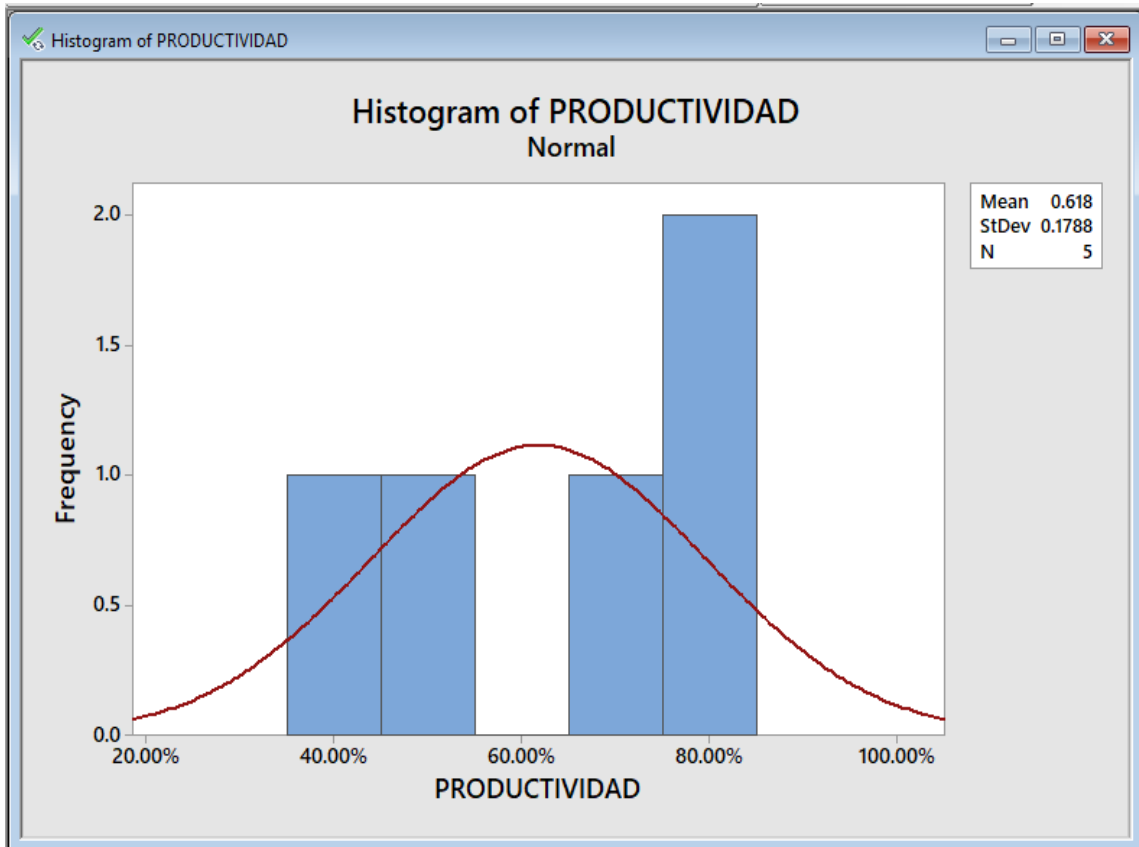 Histogram of PRODUCTIVIDAD
Histogram of PRODUCTIVIDAD
Normal
Mean 0.618
StDev 0.1788
N 5
2.0
1.5
1.0
0.5
0.0
Frequency
20.00% 40.00% 60.00% 80.00% 100.00%
PRODUCTIVIDAD